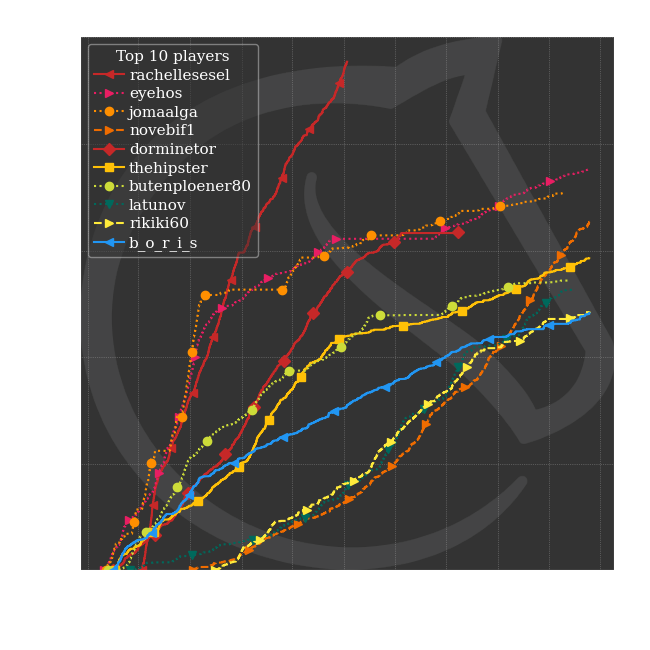 Top 10 players
rachellesesel
eyehos
jomaalga
novebif1
dorminetor
thehipster
butenploener80
latunov
rikiki60
b_o_r_i_s